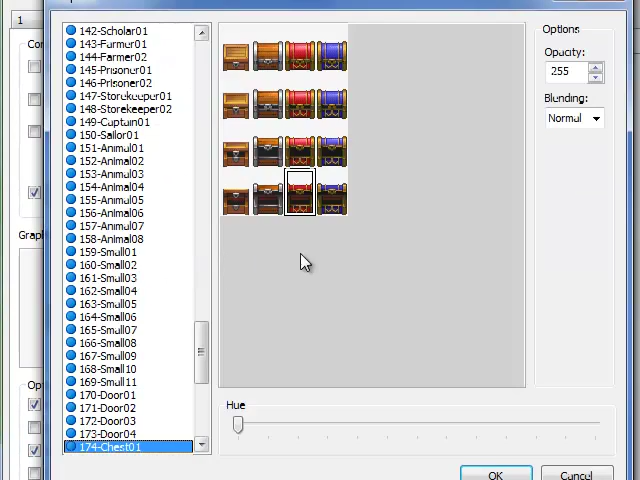 1
142-Scholar01
143-Farmer01
144-Farmer02
145-Prisoner01
146-Prisoner02
147-Storekeeper01
148-Storekeeper02
149-Captain01
150-Sailor01
151-Animal01
152-Animal02
153-Animal03
154-Animal04
155-Animal05
156-Animal06
157-Animal07
158-Animal08
159-Small01
160-Small02
161-Small03
162-Small04
163-Small05
164-Small06
165-Small07
166-Small08
167-Small09
168-Small10
169-Small11
170-Door01
171-Door02
172-Door03
173-Door04
174-Chest01
Options
Opacity:
255
Blending:
Normal
Hue
OK
Cancel
Con
Graph
Opt